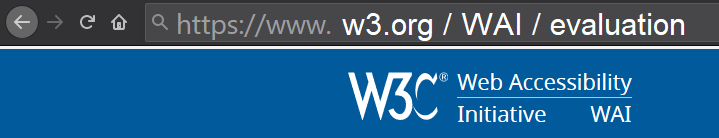 https://www. w3.org / WAI / evaluation
W3C® Web Accessibility
Initiative WAI